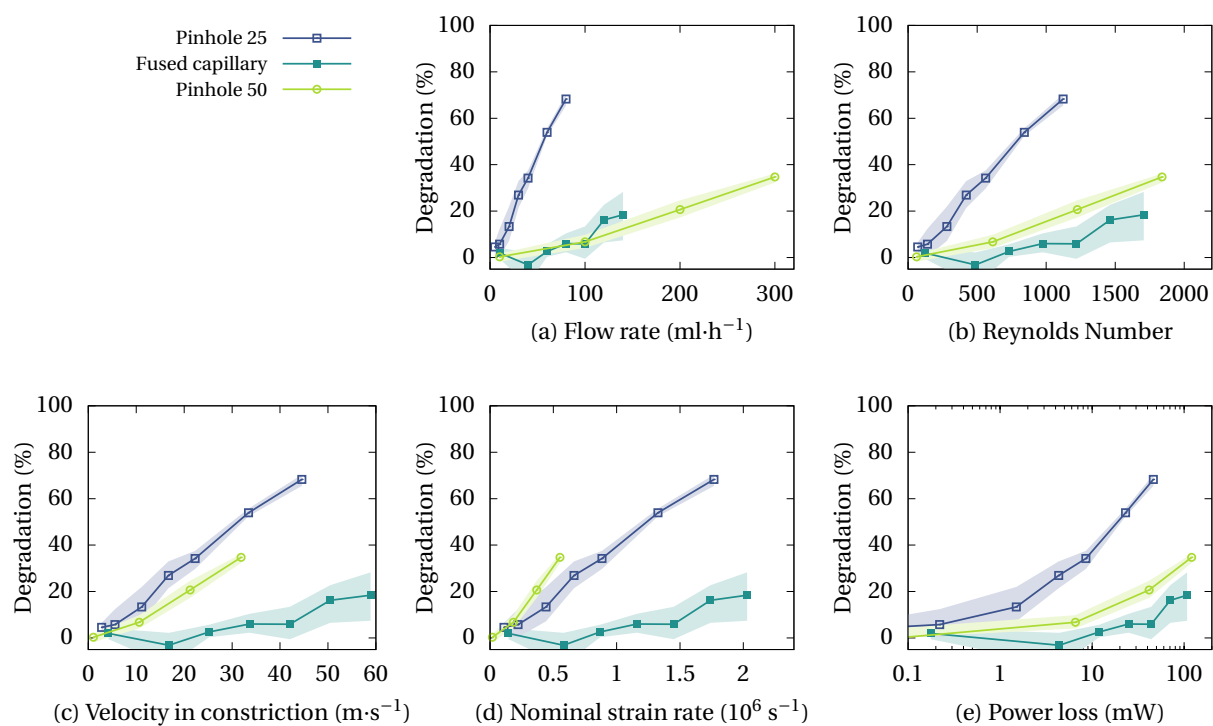 Pinhole 25
Fused capillary
Pinhole 50
Degradation (%)
100
80
60
40
20
0
0 100 200 300
(a) Flow rate (ml·h⁻¹)
Degradation (%)
100
80
60
40
20
0
0 500 1000 1500 2000
(b) Reynolds Number
Degradation (%)
100
80
60
40
20
0
0 10 20 30 40 50 60
(c) Velocity in constriction (m·s⁻¹)
Degradation (%)
100
80
60
40
20
0
0 0.5 1 1.5 2
(d) Nominal strain rate (10⁶ s⁻¹)
Degradation (%)
100
80
60
40
20
0
0.1 1 10 100
(e) Power loss (mW)